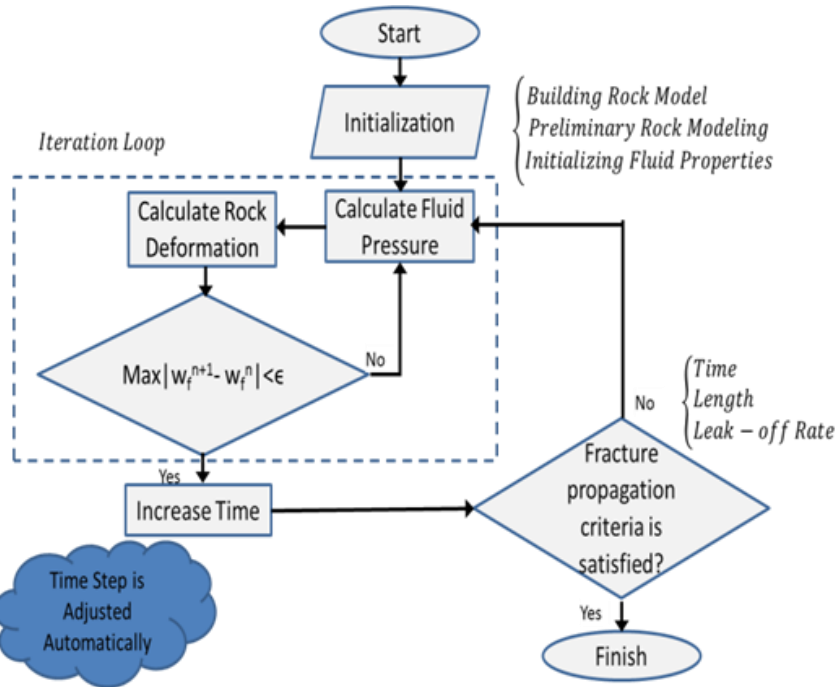 Start
Initialization
Building Rock Model
Preliminary Rock Modeling
Initializing Fluid Properties
Iteration Loop
Calculate Rock
Deformation
Calculate Fluid
Pressure
Max|w_f^{n+1}- w_f^n|<ϵ
No
Yes
Increase Time
Time Step is
Adjusted
Automatically
Fracture
propagation
criteria is
satisfied?
No
Time
Length
Leak − off Rate
Yes
Finish